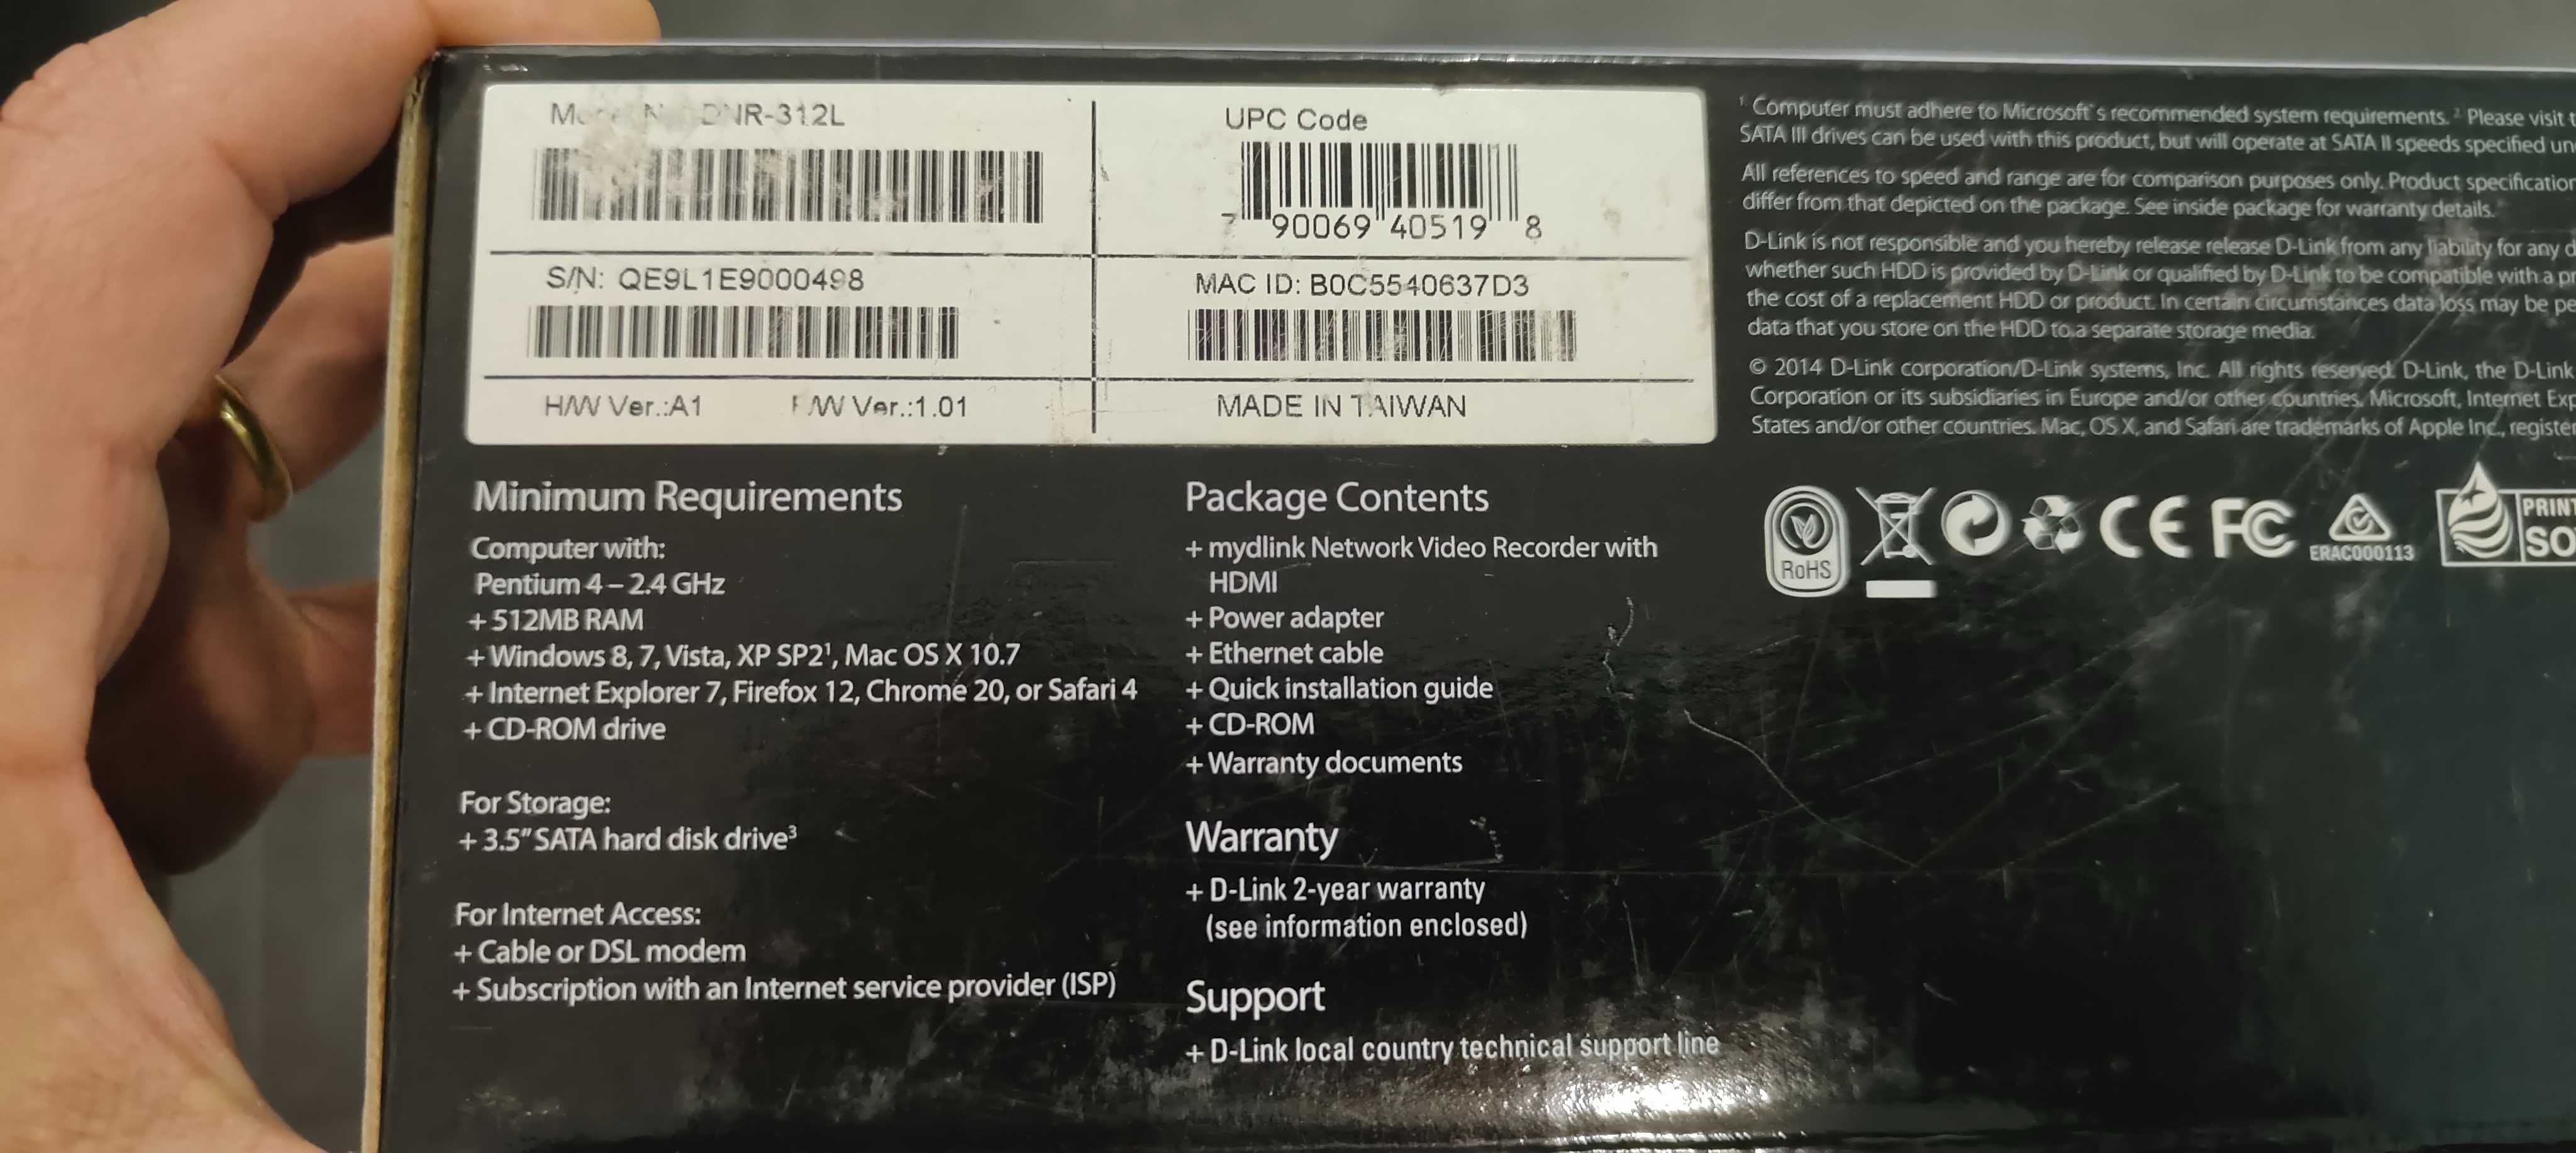 DNR-312L
UPC Code
7 90069 40519 8
S/N: QE9L1E9000498
MAC ID: B0C5540637D3
H/W Ver.:A1 F/W Ver.:1.01
MADE IN TAIWAN
Minimum Requirements
Computer with:
Pentium 4 – 2.4 GHz
+ 512MB RAM
+ Windows 8, 7, Vista, XP SP2¹, Mac OS X 10.7
+ Internet Explorer 7, Firefox 12, Chrome 20, or Safari 4
+ CD-ROM drive
For Storage:
+ 3.5" SATA hard disk drive³
For Internet Access:
+ Cable or DSL modem
+ Subscription with an Internet service provider (ISP)
Package Contents
+ mydlink Network Video Recorder with
HDMI
+ Power adapter
+ Ethernet cable
+ Quick installation guide
+ CD-ROM
+ Warranty documents
Warranty
+ D-Link 2-year warranty
(see information enclosed)
Support
+ D-Link local country technical support line
¹ Computer must adhere to Microsoft's recommended system requirements. ² Please visit
SATA III drives can be used with this product, but will operate at SATA II speeds specified
All references to speed and range are for comparison purposes only. Product
differ from that depicted on the package. See inside package for warranty details.
D-Link is not responsible and you hereby release release D-Link from any liability for any
whether such HDD is provided by D-Link or qualified by D-Link to be compatible with a
the cost of a replacement HDD or product. In certain circumstances data loss may be
data that you store on the HDD to a separate storage media.
© 2014 D-Link corporation/D-Link systems, Inc. All rights reserved. D-Link, the D-Link
Corporation or its subsidiaries in Europe and/or other countries. Microsoft, Internet
States and/or other countries. Mac, OS X, and Safari are trademarks of Apple Inc.,
RoHS
CE FC
ERAC000113